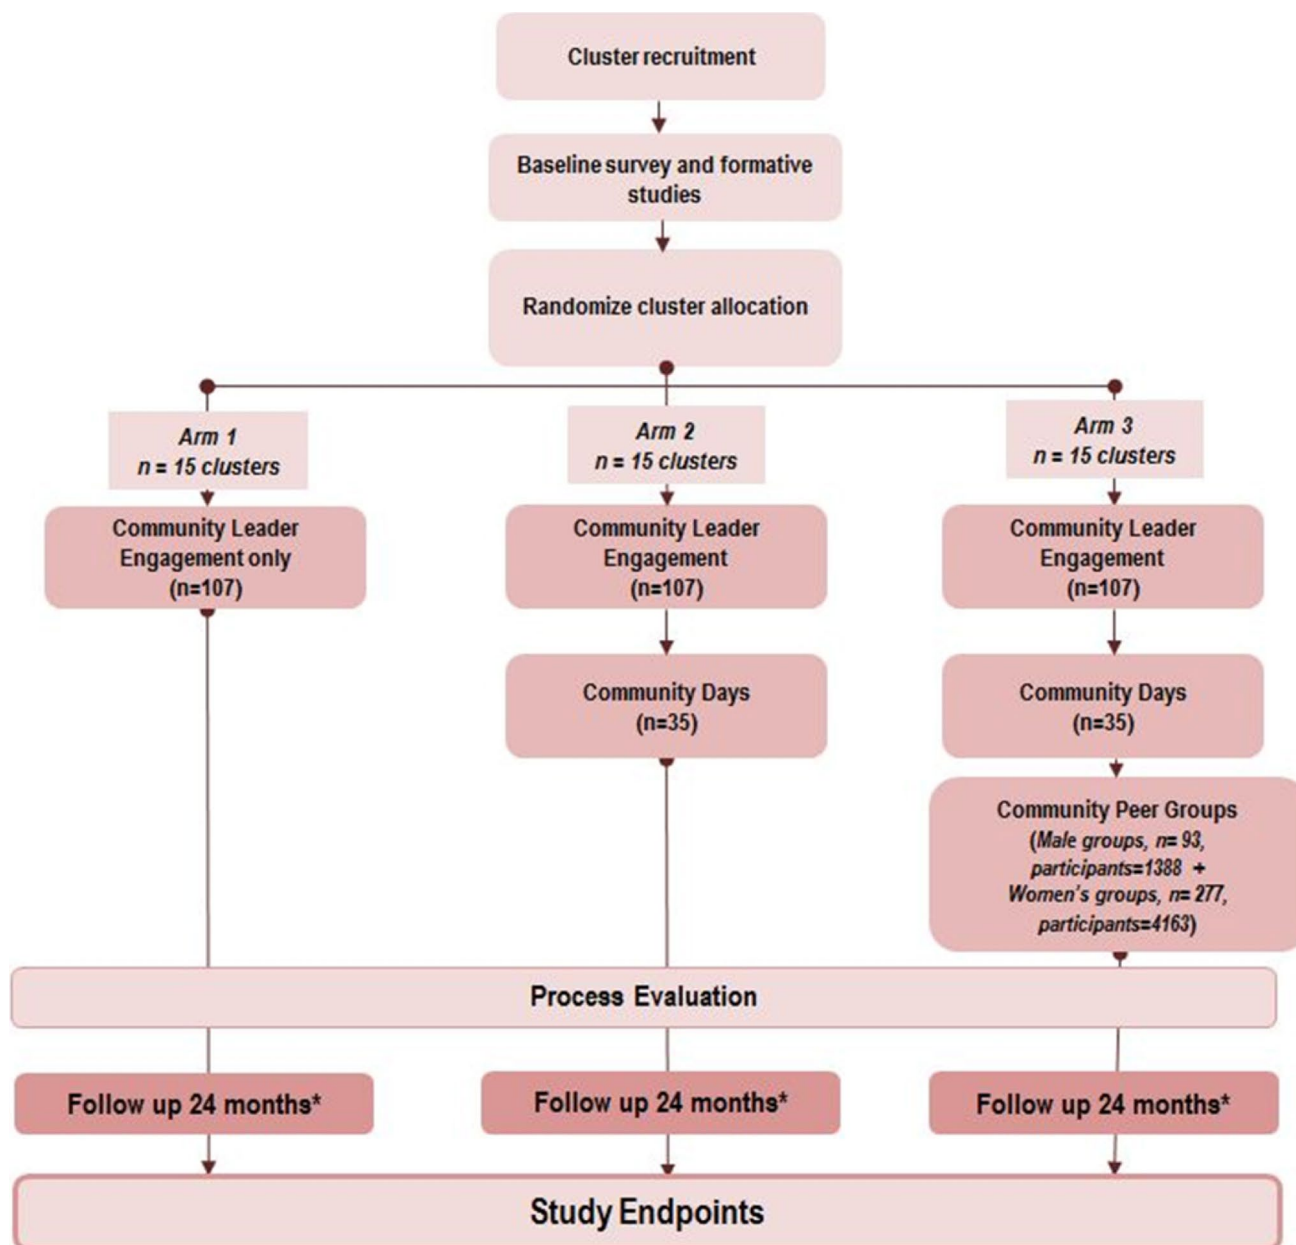 Cluster recruitment
Baseline survey and formative
studies
Randomize cluster allocation
Arm 1
n = 15 clusters
Arm 2
n = 15 clusters
Arm 3
n = 15 clusters
Community Leader
Engagement only
(n=107)
Community Leader
Engagement
(n=107)
Community Leader
Engagement
(n=107)
Community Days
(n=35)
Community Days
(n=35)
Community Peer Groups
(Male groups, n= 93,
participants=1388 +
Women's groups, n= 277,
participants=4163)
Process Evaluation
Follow up 24 months*
Follow up 24 months*
Follow up 24 months*
Study Endpoints